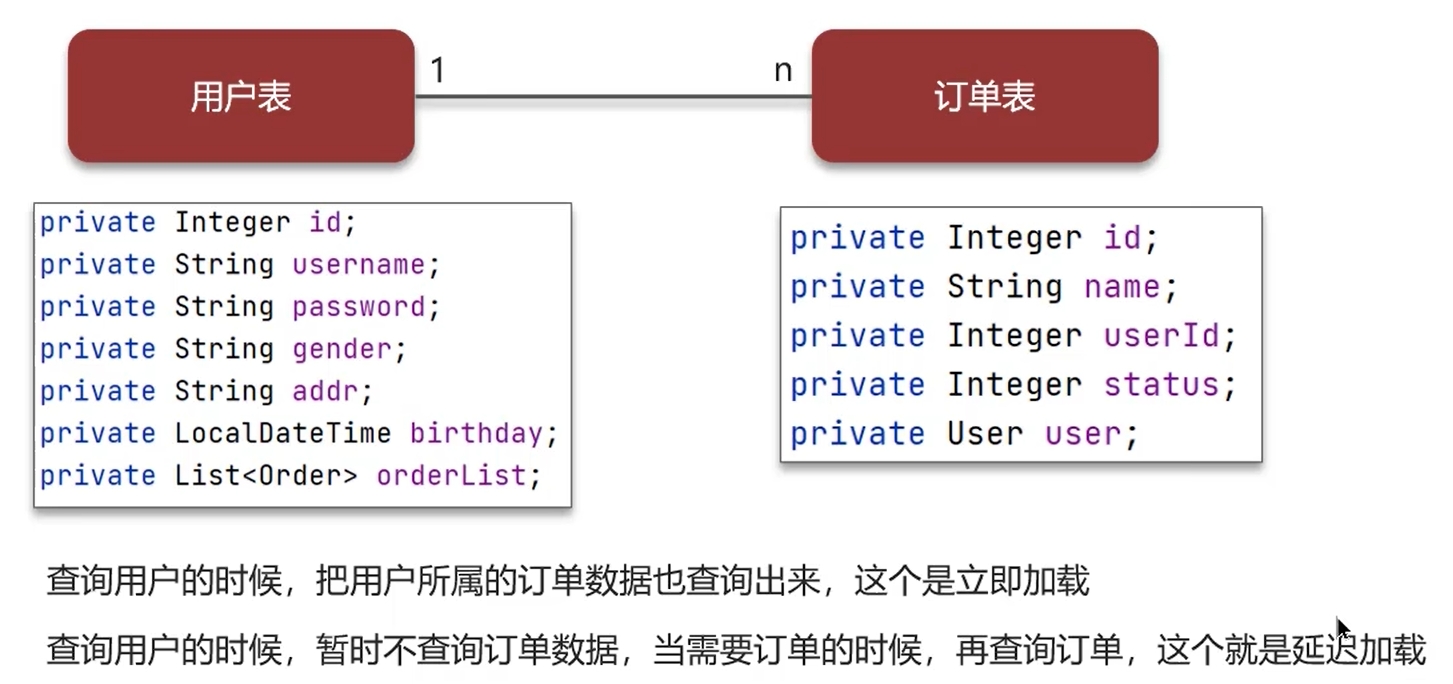 用户表
1
n
订单表
private Integer id;
private String username;
private String password;
private String gender;
private String addr;
private LocalDateTime birthday;
private List<Order> orderList;
private Integer id;
private String name;
private Integer userId;
private Integer status;
private User user;
查询用户的时候，把用户所属的订单数据也查询出来，这个是立即加载
查询用户的时候，暂时不查询订单数据，当需要订单的时候，再查询订单，这个就是延迟加载